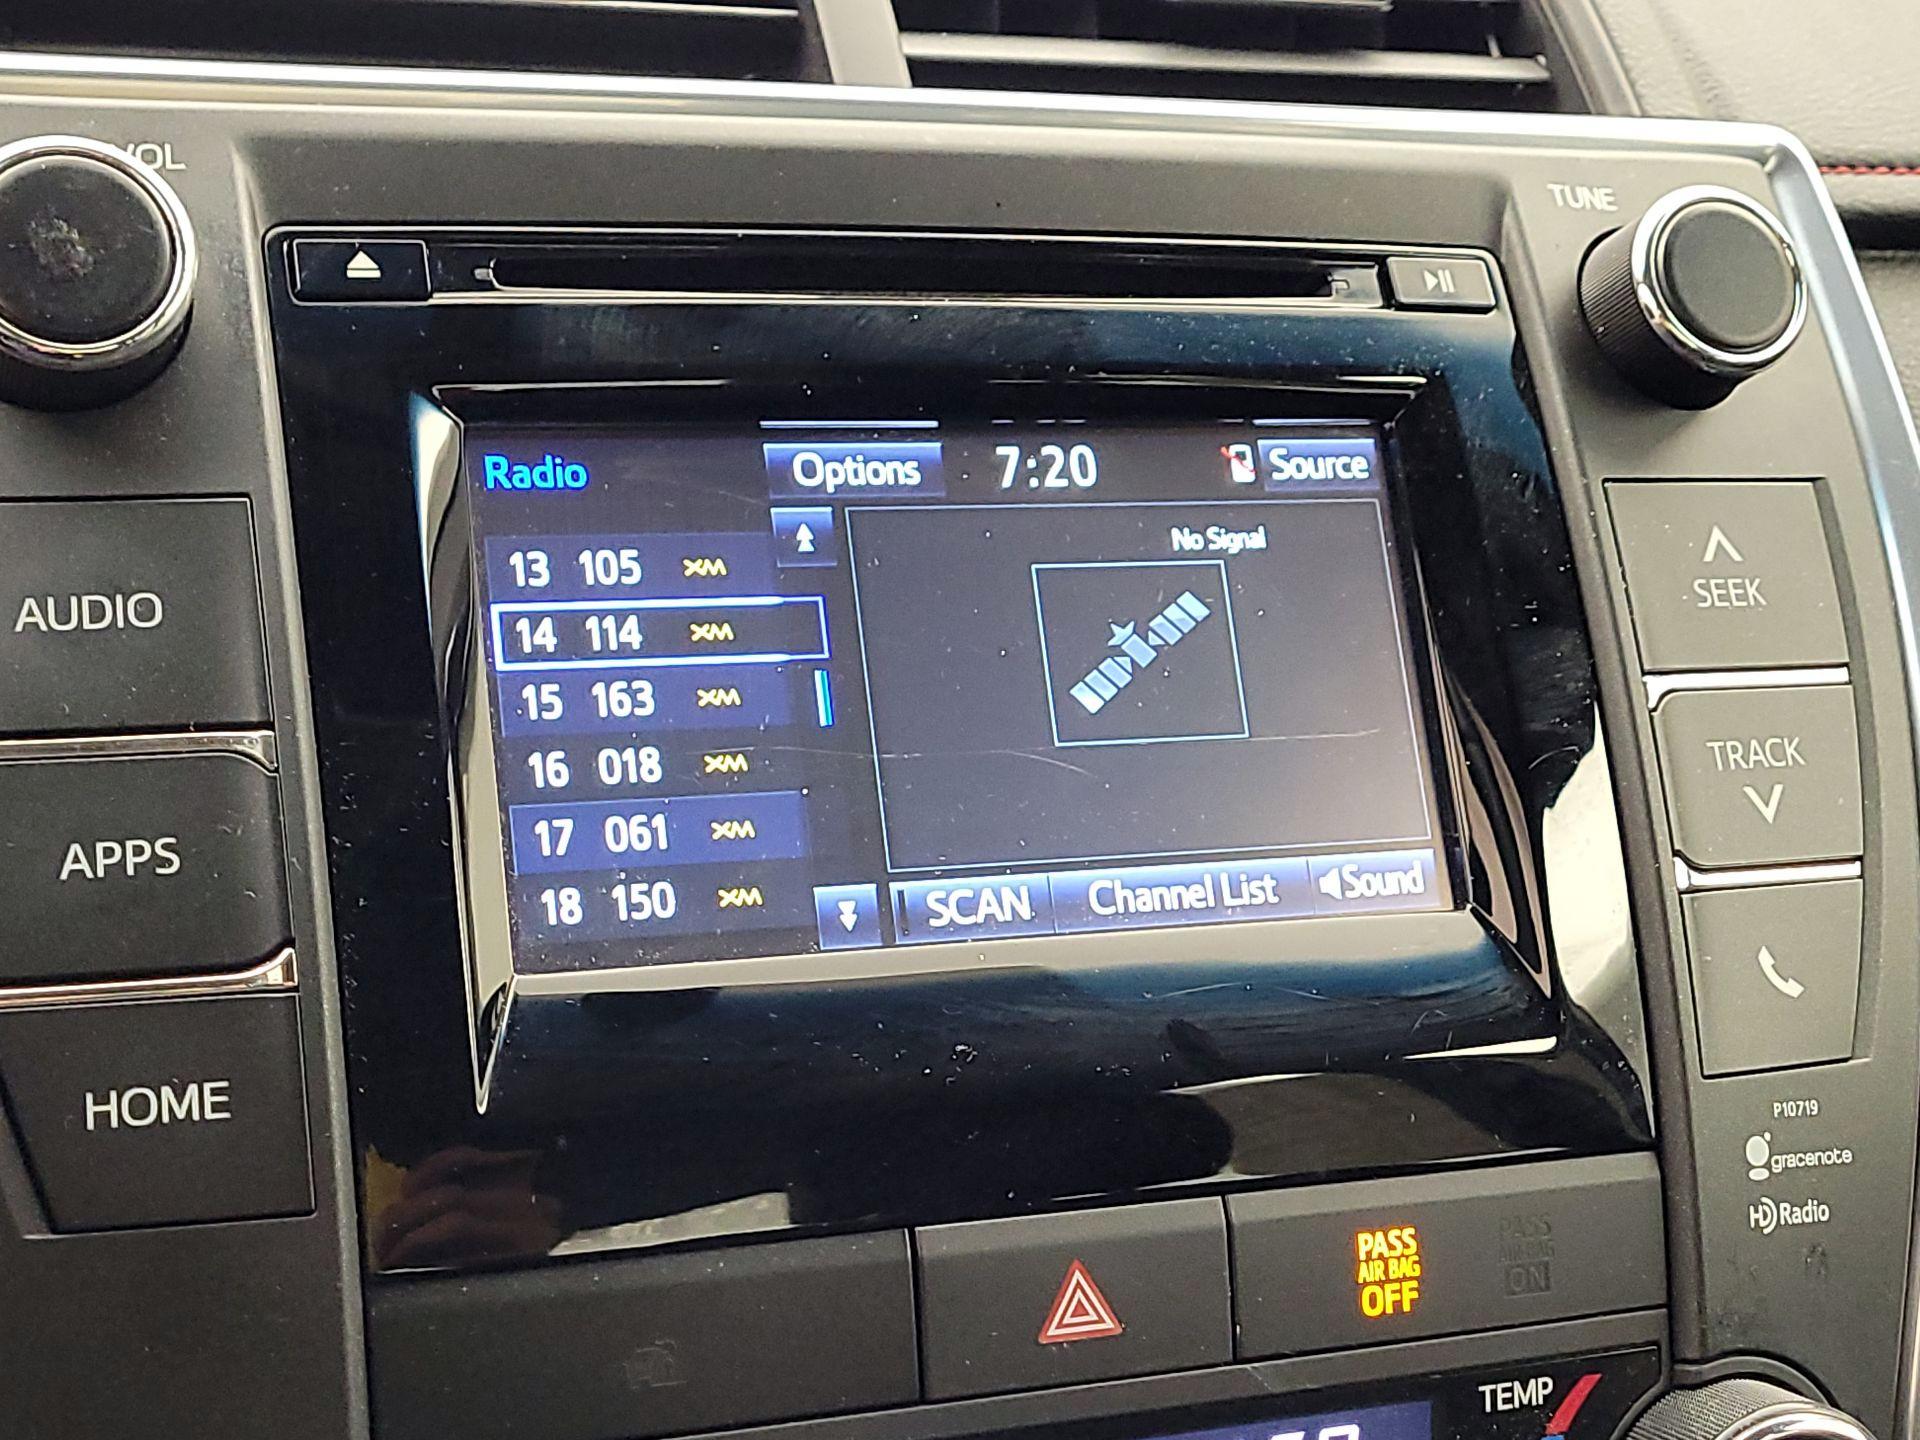 VOL
TUNE
Radio
Options
7:20
Source
No Signal
13 105 XM
14 114 XM
15 163 XM
16 018 XM
17 061 XM
18 150 XM
SCAN
Channel List
Sound
AUDIO
APPS
HOME
SEEK
TRACK
P10719
gracenote
HD Radio
PASS
AIR BAG
OFF
PASS
AIR BAG
ON
TEMP